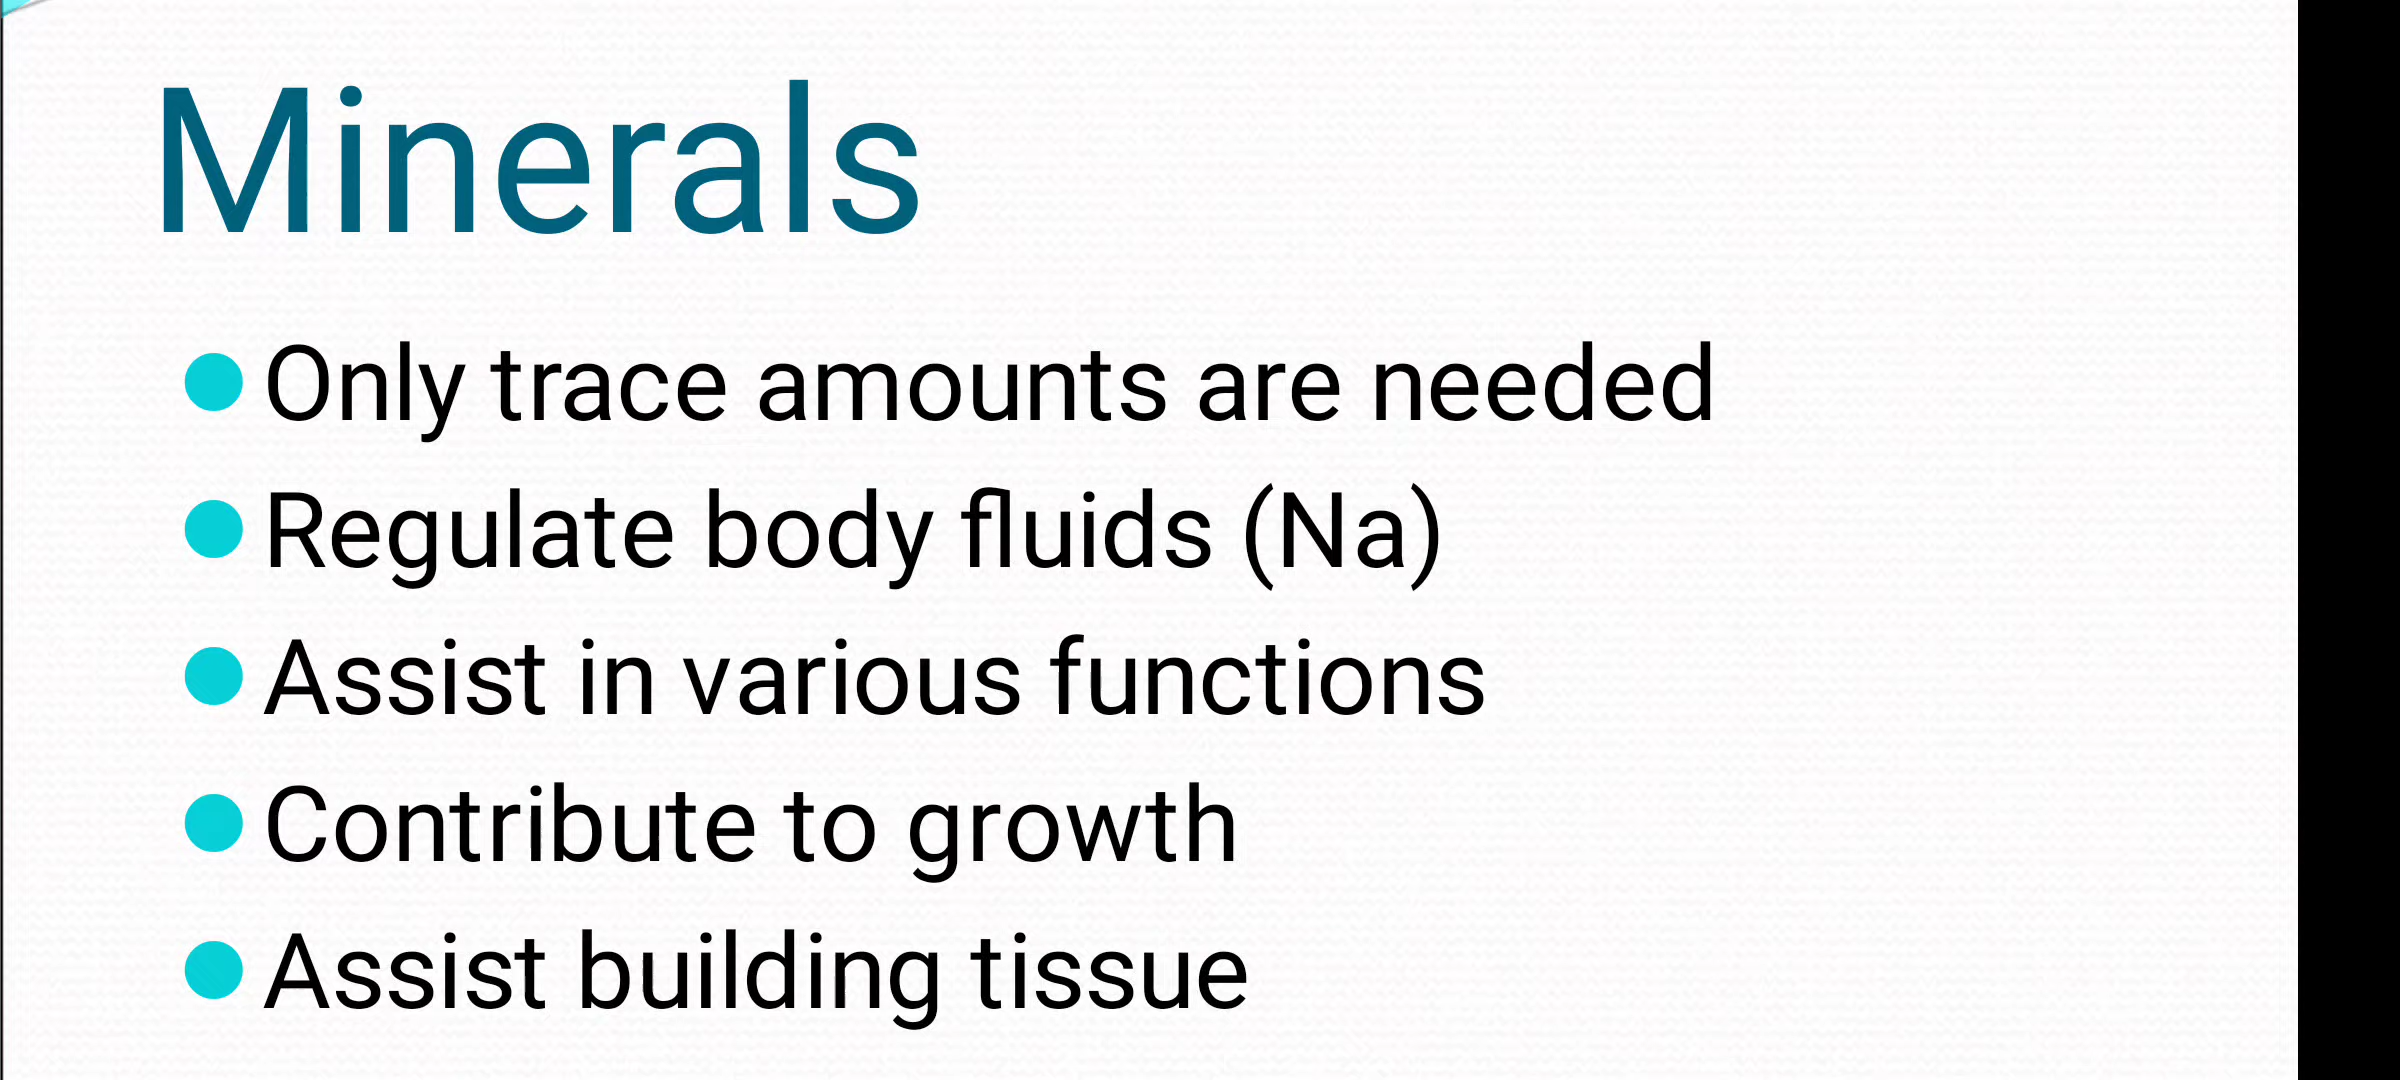 Minerals
Only trace amounts are needed
Regulate body fluids (Na)
Assist in various functions
Contribute to growth
Assist building tissue